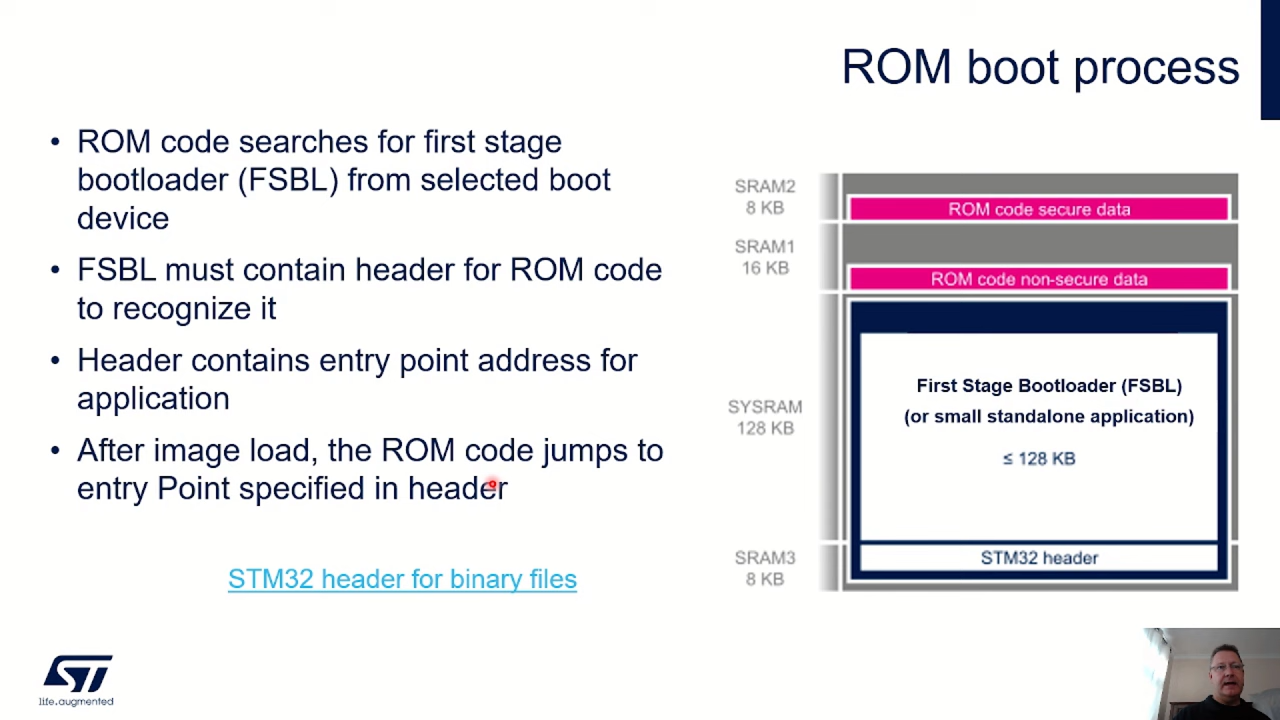 ROM boot process
• ROM code searches for first stage
bootloader (FSBL) from selected boot
device
• FSBL must contain header for ROM code
to recognize it
• Header contains entry point address for
application
• After image load, the ROM code jumps to
entry Point specified in header
STM32 header for binary files
SRAM2
8 KB
ROM code secure data
SRAM1
16 KB
ROM code non-secure data
SYSRAM
128 KB
First Stage Bootloader (FSBL)
(or small standalone application)
≤ 128 KB
SRAM3
8 KB
STM32 header
ST
life.augmented